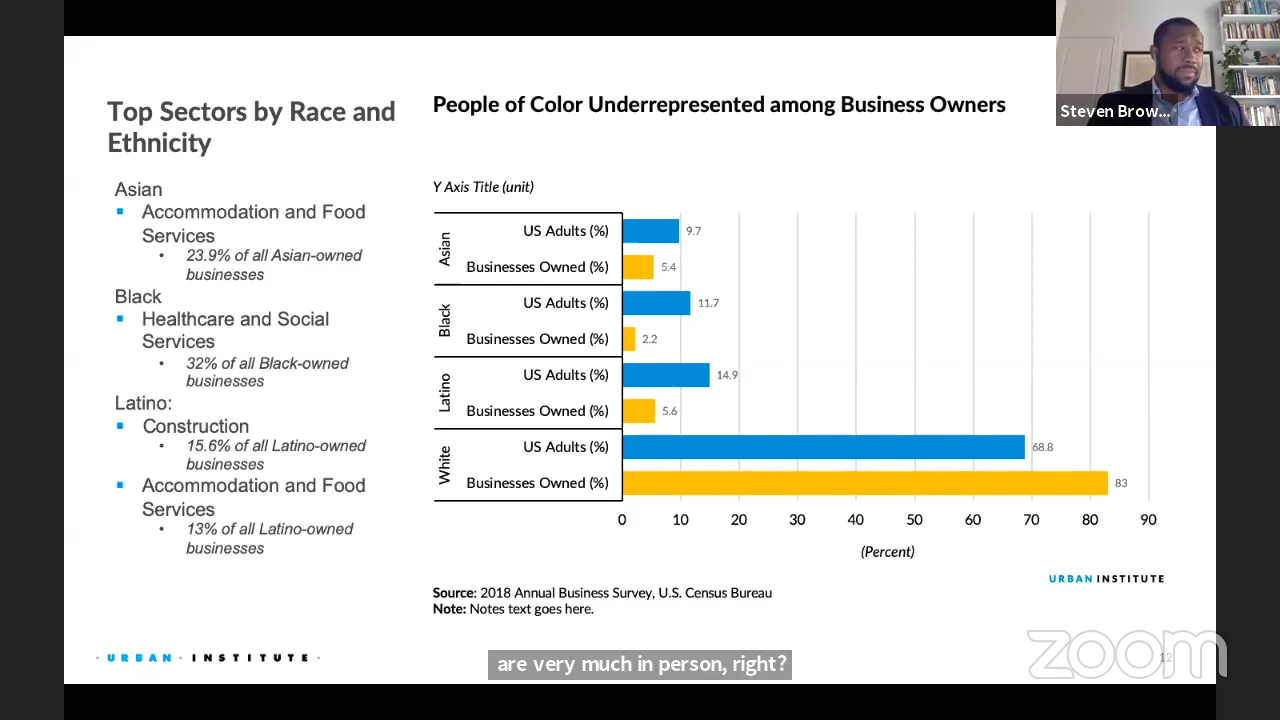 Steven Brow...
Top Sectors by Race and
Ethnicity
Asian
▪ Accommodation and Food
Services
• 23.9% of all Asian-owned
businesses
Black
▪ Healthcare and Social
Services
• 32% of all Black-owned
businesses
Latino:
▪ Construction
• 15.6% of all Latino-owned
businesses
▪ Accommodation and Food
Services
• 13% of all Latino-owned
businesses
People of Color Underrepresented among Business Owners
Y Axis Title (unit)
Asian
US Adults (%) 9.7
Businesses Owned (%) 5.4
Black
US Adults (%) 11.7
Businesses Owned (%) 2.2
Latino
US Adults (%) 14.9
Businesses Owned (%) 5.6
White
US Adults (%) 68.8
Businesses Owned (%) 83
0 10 20 30 40 50 60 70 80 90
(Percent)
URBAN INSTITUTE
Source: 2018 Annual Business Survey, U.S. Census Bureau
Note: Notes text goes here.
· URBAN · INSTITUTE ·
are very much in person, right?
zoom
12